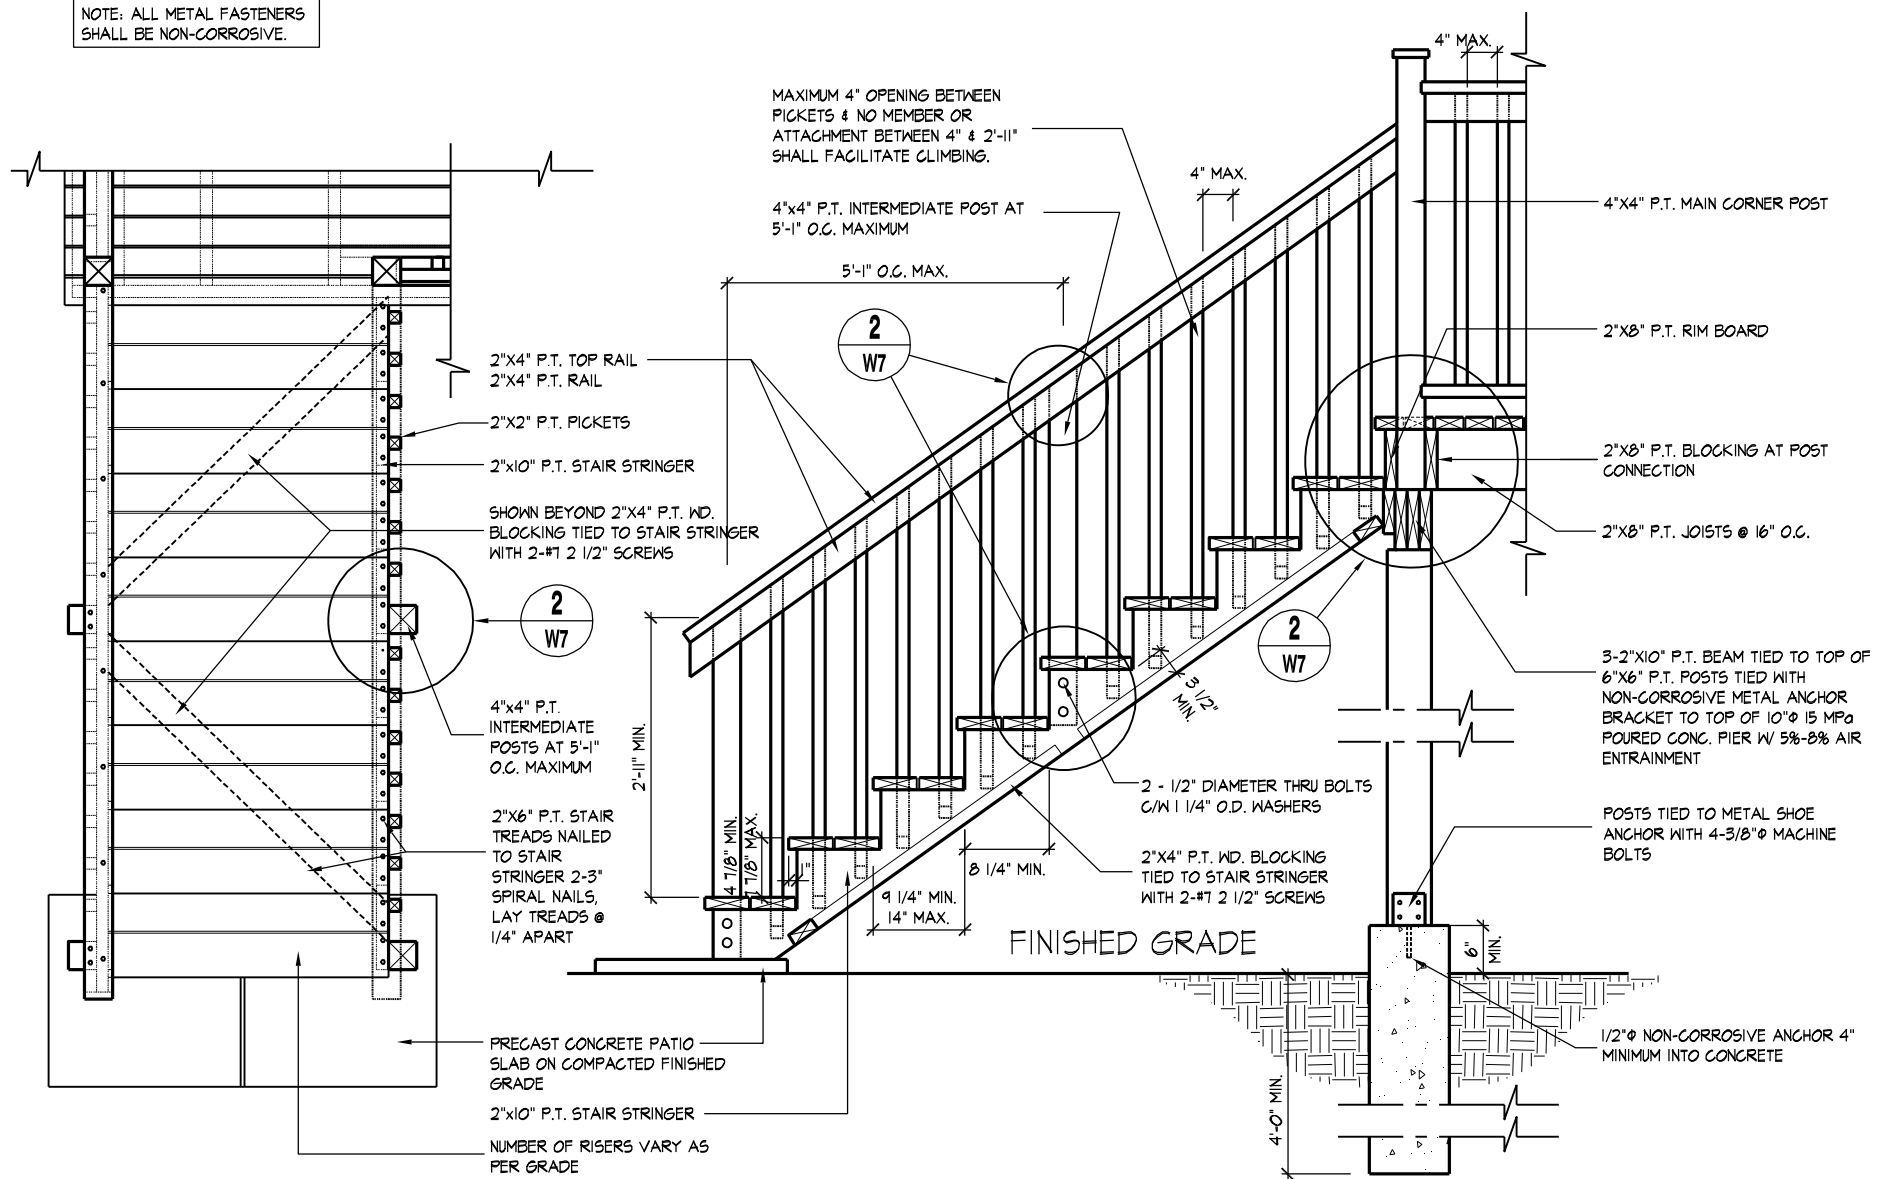 NOTE: ALL METAL FASTENERS
SHALL BE NON-CORROSIVE.
4" MAX.
MAXIMUM 4" OPENING BETWEEN
PICKETS & NO MEMBER OR
ATTACHMENT BETWEEN 4" & 2'-11"
SHALL FACILITATE CLIMBING.
4" MAX.
4"x4" P.T. INTERMEDIATE POST AT
5'-1" O.C. MAXIMUM
4"X4" P.T. MAIN CORNER POST
5'-1" O.C. MAX.
2
W7
2"X8" P.T. RIM BOARD
2"X4" P.T. TOP RAIL
2"X4" P.T. RAIL
2"X2" P.T. PICKETS
2"x10" P.T. STAIR STRINGER
2"X8" P.T. BLOCKING AT POST
CONNECTION
SHOWN BEYOND 2"X4" P.T. WD.
BLOCKING TIED TO STAIR STRINGER
WITH 2-#7 2 1/2" SCREWS
2"X8" P.T. JOISTS @ 16" O.C.
2
W7
2
W7
3-2"X10" P.T. BEAM TIED TO TOP OF
6"X6" P.T. POSTS TIED WITH
NON-CORROSIVE METAL ANCHOR
BRACKET TO TOP OF 10"ϕ 15 MPa
POURED CONC. PIER W/ 5%-8% AIR
ENTRAINMENT
4"x4" P.T.
INTERMEDIATE
POSTS AT 5'-1"
O.C. MAXIMUM
3 1/2"
MIN.
2'-11" MIN.
2 - 1/2" DIAMETER THRU BOLTS
C/W 1 1/4" O.D. WASHERS
2"X6" P.T. STAIR
TREADS NAILED
TO STAIR
STRINGER 2-3"
SPIRAL NAILS,
LAY TREADS @
1/4" APART
POSTS TIED TO METAL SHOE
ANCHOR WITH 4-3/8"ϕ MACHINE
BOLTS
4 7/8" MIN.
7 7/8" MAX.
1"
8 1/4" MIN.
9 1/4" MIN.
14" MAX.
2"X4" P.T. WD. BLOCKING
TIED TO STAIR STRINGER
WITH 2-#7 2 1/2" SCREWS
FINISHED GRADE
6"
MIN.
PRECAST CONCRETE PATIO
SLAB ON COMPACTED FINISHED
GRADE
1/2"ϕ NON-CORROSIVE ANCHOR 4"
MINIMUM INTO CONCRETE
4'-0" MIN.
2"x10" P.T. STAIR STRINGER
NUMBER OF RISERS VARY AS
PER GRADE